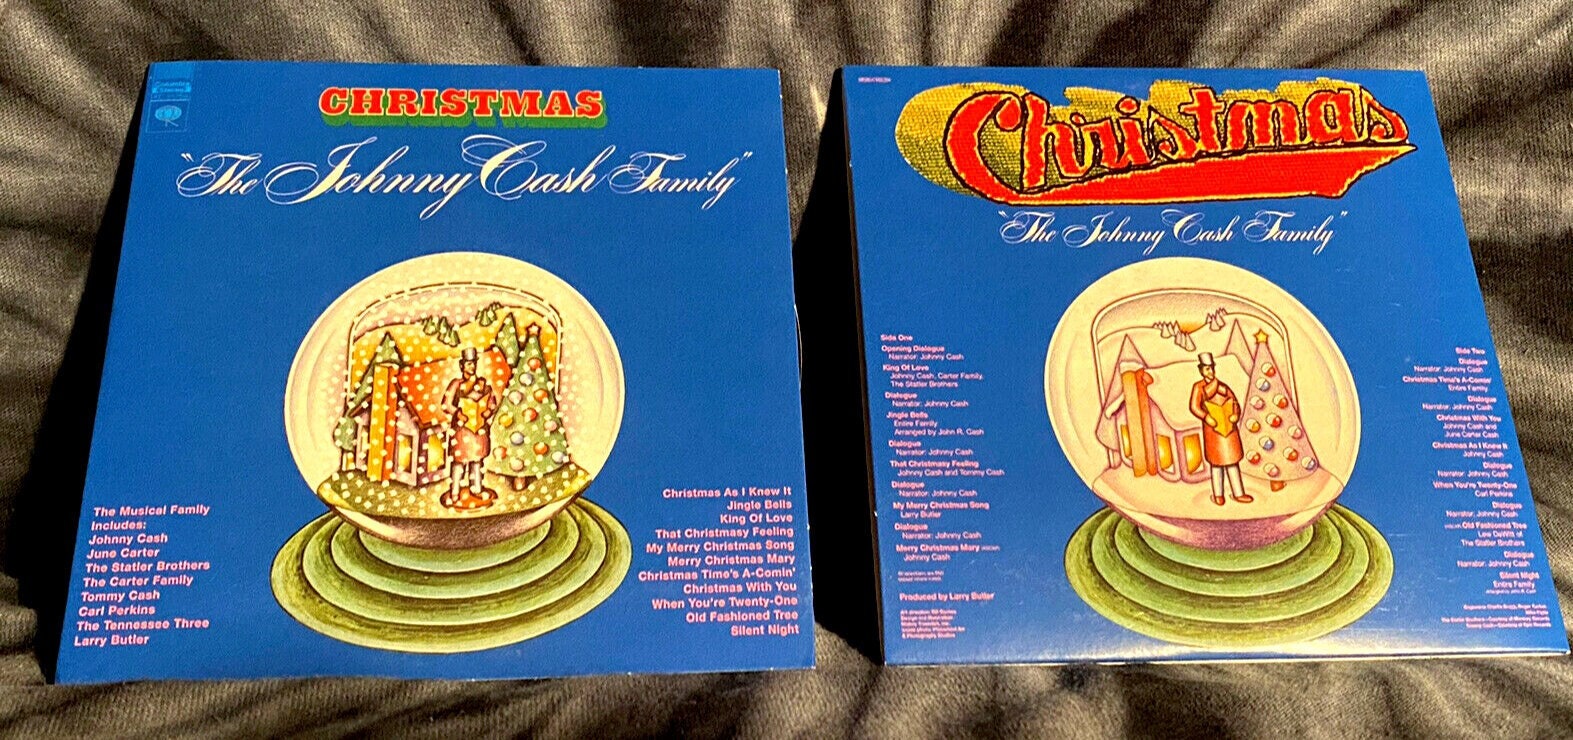 Columbia
Stereo
CHRISTMAS
"The Johnny Cash Family"
The Musical Family
Includes:
Johnny Cash
June Carter
The Statler Brothers
The Carter Family
Tommy Cash
Carl Perkins
The Tennessee Three
Larry Butler
Christmas As I Knew It
Jingle Bells
King Of Love
That Christmasy Feeling
My Merry Christmas Song
Merry Christmas Mary
Christmas Time's A-Comin'
Christmas With You
When You're Twenty-One
Old Fashioned Tree
Silent Night
Christmas
"The Johnny Cash Family"
Side One
Opening Dialogue
Narrator: Johnny Cash
King Of Love
Johnny Cash, Carter Family,
The Statler Brothers
Dialogue
Narrator: Johnny Cash
Jingle Bells
Entire Family
Arranged by John R. Cash
Dialogue
Narrator: Johnny Cash
That Christmasy Feeling
Johnny Cash and Tommy Cash
Dialogue
Narrator: Johnny Cash
My Merry Christmas Song
Larry Butler
Dialogue
Narrator: Johnny Cash
Merry Christmas Mary
Johnny Cash
Produced by Larry Butler
Side Two
Dialogue
Narrator: Johnny Cash
Christmas Time's A-Comin'
Entire Family
Dialogue
Narrator: Johnny Cash
Christmas With You
Johnny Cash and
June Carter Cash
Christmas As I Knew It
Johnny Cash
Dialogue
Narrator: Johnny Cash
When You're Twenty-One
Carl Perkins
Dialogue
Narrator: Johnny Cash
Old Fashioned Tree
Lew DeWitt of
The Statler Brothers
Dialogue
Narrator: Johnny Cash
Silent Night
Entire Family